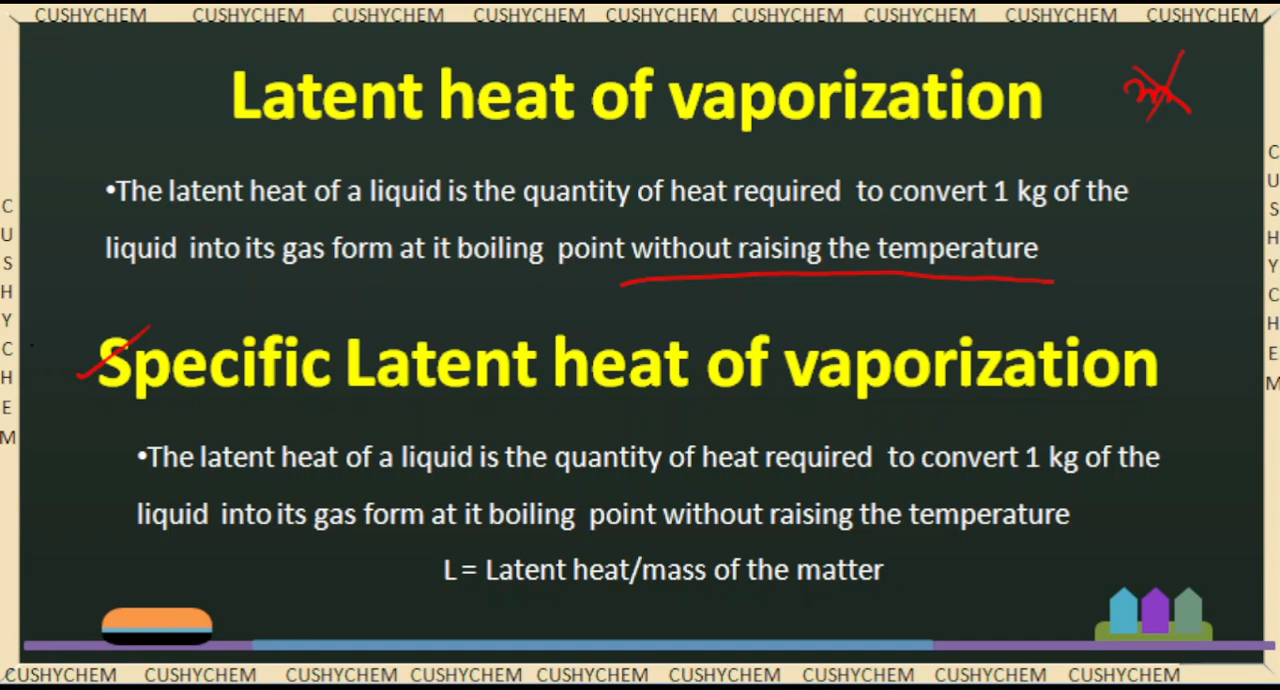 CUSHYCHEM CUSHYCHEM CUSHYCHEM CUSHYCHEM CUSHYCHEM CUSHYCHEM CUSHYCHEM CUSHYCHEM CUSHYCHEM
Latent heat of vaporization
•The latent heat of a liquid is the quantity of heat required to convert 1 kg of the
liquid into its gas form at it boiling point without raising the temperature
Specific Latent heat of vaporization
•The latent heat of a liquid is the quantity of heat required to convert 1 kg of the
liquid into its gas form at it boiling point without raising the temperature
L = Latent heat/mass of the matter
CUSHYCHEM
CUSHYCHEM
CUSHYCHEM CUSHYCHEM CUSHYCHEM CUSHYCHEM CUSHYCHEM CUSHYCHEM CUSHYCHEM CUSHYCHEM CUSHYCHEM